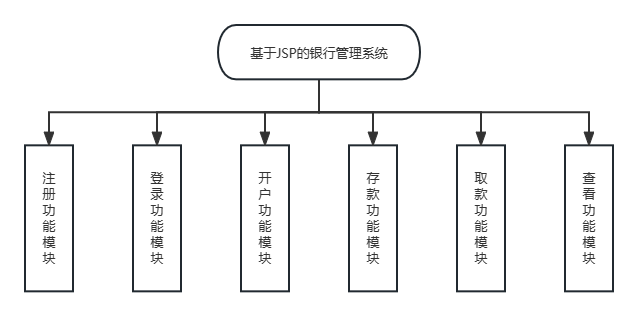 基于JSP的银行管理系统
注册功能模块
登录功能模块
开户功能模块
存款功能模块
取款功能模块
查看功能模块